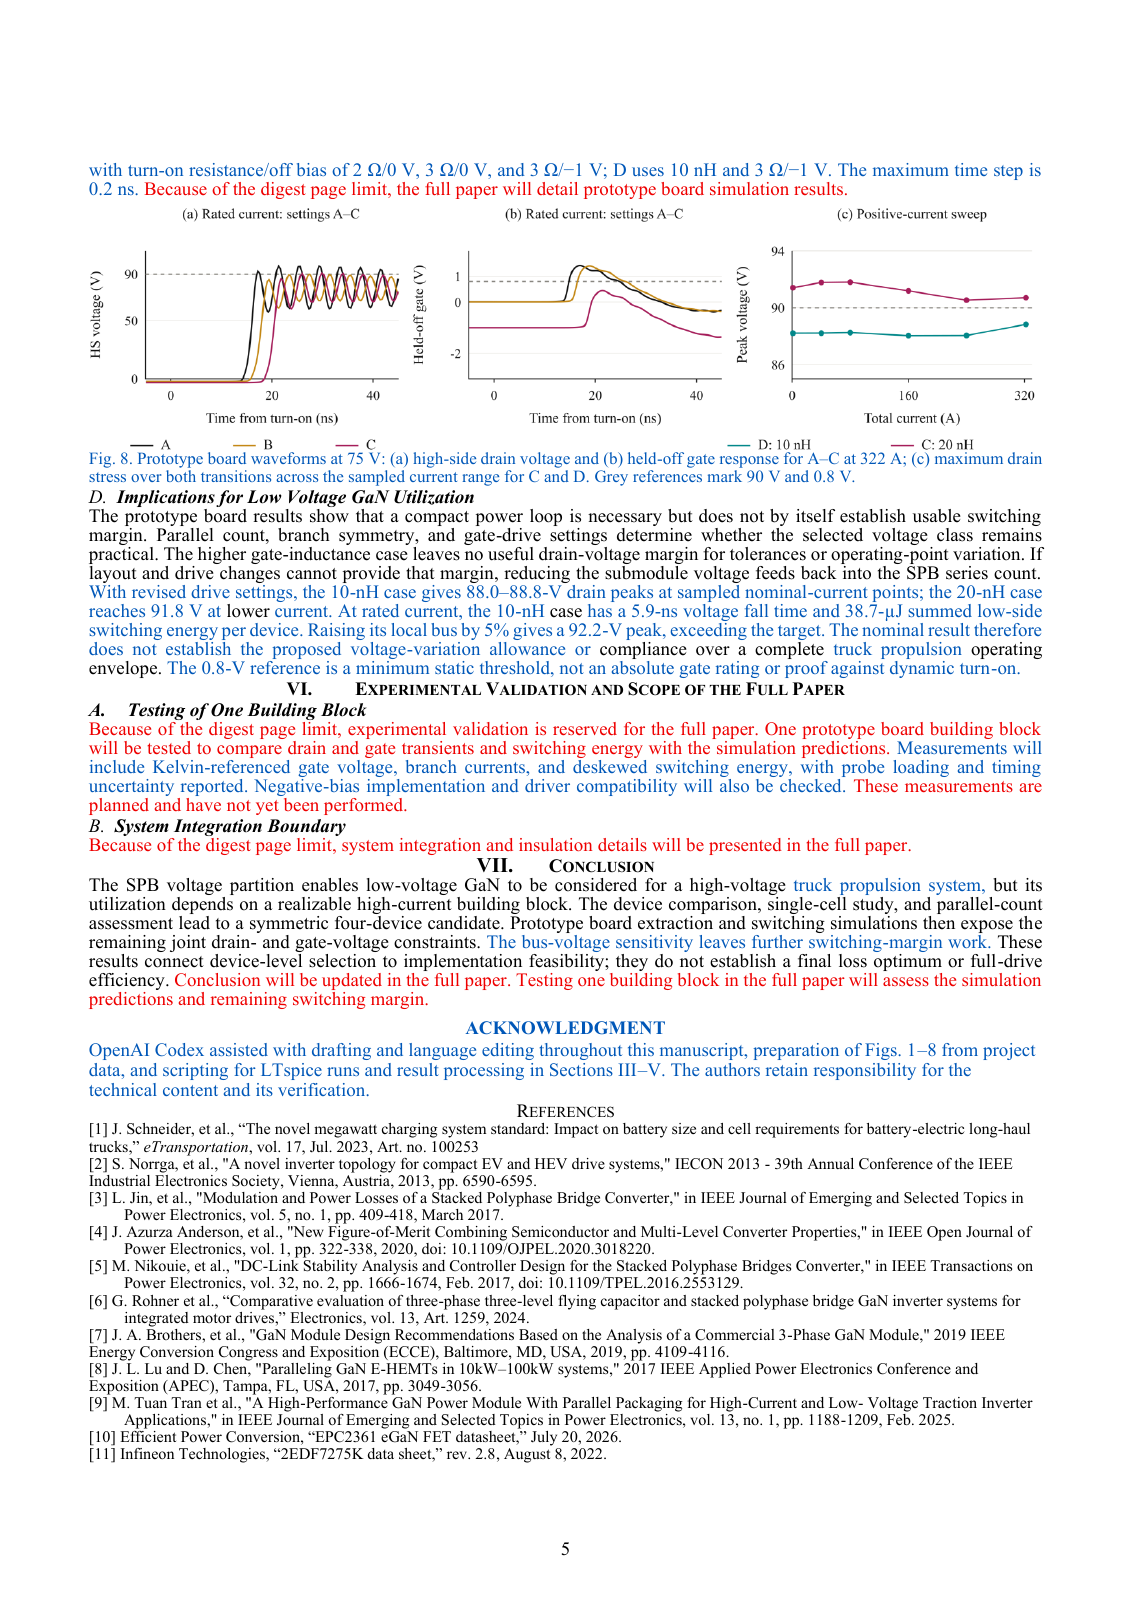 with turn-on resistance/off bias of 2 Ω/0 V, 3 Ω/0 V, and 3 Ω/−1 V; D uses 10 nH and 3 Ω/−1 V. The maximum time step is
0.2 ns. Because of the digest page limit, the full paper will detail prototype board simulation results.
(a) Rated current: settings A–C
HS voltage (V)
90
50
0
0
20
40
Time from turn-on (ns)
A
B
C
(b) Rated current: settings A–C
Held-off gate (V)
1
0
-2
0
20
40
Time from turn-on (ns)
(c) Positive-current sweep
Peak voltage (V)
94
90
86
0
160
320
Total current (A)
D: 10 nH
C: 20 nH
Fig. 8. Prototype board waveforms at 75 V: (a) high-side drain voltage and (b) held-off gate response for A–C at 322 A; (c) maximum drain
stress over both transitions across the sampled current range for C and D. Grey references mark 90 V and 0.8 V.
D. Implications for Low Voltage GaN Utilization
The prototype board results show that a compact power loop is necessary but does not by itself establish usable switching
margin. Parallel count, branch symmetry, and gate-drive settings determine whether the selected voltage class remains
practical. The higher gate-inductance case leaves no useful drain-voltage margin for tolerances or operating-point variation. If
layout and drive changes cannot provide that margin, reducing the submodule voltage feeds back into the SPB series count.
With revised drive settings, the 10-nH case gives 88.0–88.8-V drain peaks at sampled nominal-current points; the 20-nH case
reaches 91.8 V at lower current. At rated current, the 10-nH case has a 5.9-ns voltage fall time and 38.7-μJ summed low-side
switching energy per device. Raising its local bus by 5% gives a 92.2-V peak, exceeding the target. The nominal result therefore
does not establish the proposed voltage-variation allowance or compliance over a complete truck propulsion operating
envelope. The 0.8-V reference is a minimum static threshold, not an absolute gate rating or proof against dynamic turn-on.
VI. EXPERIMENTAL VALIDATION AND SCOPE OF THE FULL PAPER
A. Testing of One Building Block
Because of the digest page limit, experimental validation is reserved for the full paper. One prototype board building block
will be tested to compare drain and gate transients and switching energy with the simulation predictions. Measurements will
include Kelvin-referenced gate voltage, branch currents, and deskewed switching energy, with probe loading and timing
uncertainty reported. Negative-bias implementation and driver compatibility will also be checked. These measurements are
planned and have not yet been performed.
B. System Integration Boundary
Because of the digest page limit, system integration and insulation details will be presented in the full paper.
VII. CONCLUSION
The SPB voltage partition enables low-voltage GaN to be considered for a high-voltage truck propulsion system, but its
utilization depends on a realizable high-current building block. The device comparison, single-cell study, and parallel-count
assessment lead to a symmetric four-device candidate. Prototype board extraction and switching simulations then expose the
remaining joint drain- and gate-voltage constraints. The bus-voltage sensitivity leaves further switching-margin work. These
results connect device-level selection to implementation feasibility; they do not establish a final loss optimum or full-drive
efficiency. Conclusion will be updated in the full paper. Testing one building block in the full paper will assess the simulation
predictions and remaining switching margin.
ACKNOWLEDGMENT
OpenAI Codex assisted with drafting and language editing throughout this manuscript, preparation of Figs. 1–8 from project
data, and scripting for LTspice runs and result processing in Sections III–V. The authors retain responsibility for the
technical content and its verification.
REFERENCES
[1] J. Schneider, et al., “The novel megawatt charging system standard: Impact on battery size and cell requirements for battery-electric long-haul
trucks,” eTransportation, vol. 17, Jul. 2023, Art. no. 100253
[2] S. Norrga, et al., "A novel inverter topology for compact EV and HEV drive systems," IECON 2013 - 39th Annual Conference of the IEEE
Industrial Electronics Society, Vienna, Austria, 2013, pp. 6590-6595.
[3] L. Jin, et al., "Modulation and Power Losses of a Stacked Polyphase Bridge Converter," in IEEE Journal of Emerging and Selected Topics in
Power Electronics, vol. 5, no. 1, pp. 409-418, March 2017.
[4] J. Azurza Anderson, et al., "New Figure-of-Merit Combining Semiconductor and Multi-Level Converter Properties," in IEEE Open Journal of
Power Electronics, vol. 1, pp. 322-338, 2020, doi: 10.1109/OJPEL.2020.3018220.
[5] M. Nikouie, et al., "DC-Link Stability Analysis and Controller Design for the Stacked Polyphase Bridges Converter," in IEEE Transactions on
Power Electronics, vol. 32, no. 2, pp. 1666-1674, Feb. 2017, doi: 10.1109/TPEL.2016.2553129.
[6] G. Rohner et al., “Comparative evaluation of three-phase three-level flying capacitor and stacked polyphase bridge GaN inverter systems for
integrated motor drives,” Electronics, vol. 13, Art. 1259, 2024.
[7] J. A. Brothers, et al., "GaN Module Design Recommendations Based on the Analysis of a Commercial 3-Phase GaN Module," 2019 IEEE
Energy Conversion Congress and Exposition (ECCE), Baltimore, MD, USA, 2019, pp. 4109-4116.
[8] J. L. Lu and D. Chen, "Paralleling GaN E-HEMTs in 10kW–100kW systems," 2017 IEEE Applied Power Electronics Conference and
Exposition (APEC), Tampa, FL, USA, 2017, pp. 3049-3056.
[9] M. Tuan Tran et al., "A High-Performance GaN Power Module With Parallel Packaging for High-Current and Low- Voltage Traction Inverter
Applications," in IEEE Journal of Emerging and Selected Topics in Power Electronics, vol. 13, no. 1, pp. 1188-1209, Feb. 2025.
[10] Efficient Power Conversion, “EPC2361 eGaN FET datasheet,” July 20, 2026.
[11] Infineon Technologies, “2EDF7275K data sheet,” rev. 2.8, August 8, 2022.
5